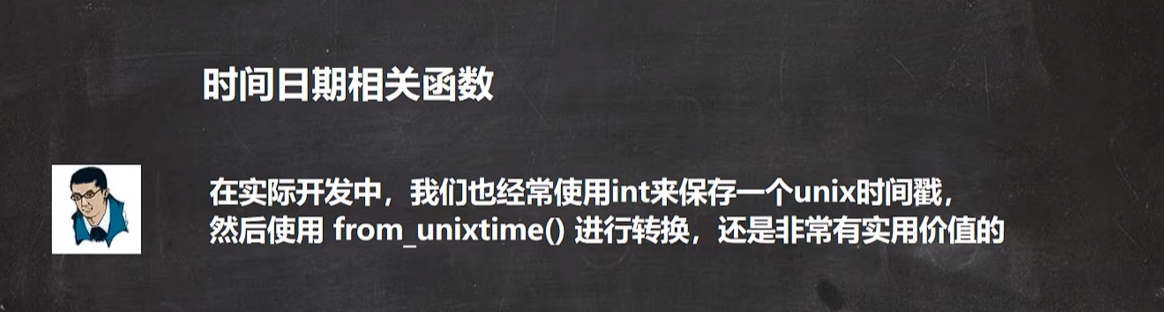 时间日期相关函数
在实际开发中，我们也经常使用int来保存一个unix时间戳，
然后使用 from_unixtime() 进行转换，还是非常有实用价值的